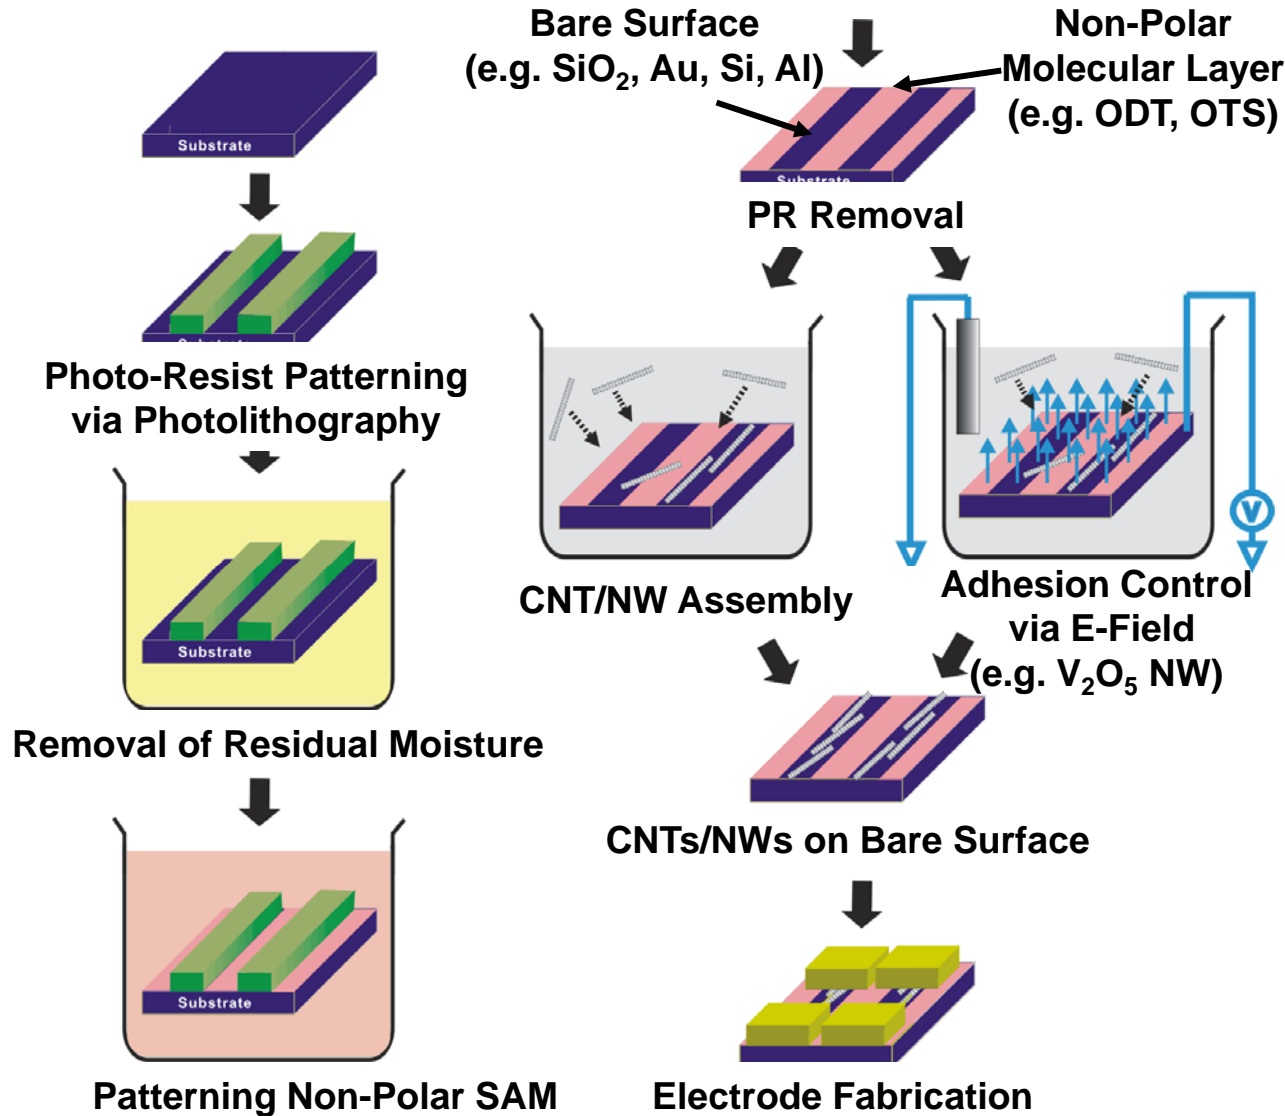 Substrate
Substrate
Photo-Resist Patterning
via Photolithography
Substrate
Removal of Residual Moisture
Substrate
Patterning Non-Polar SAM
Bare Surface
(e.g. SiO₂, Au, Si, Al)
Non-Polar
Molecular Layer
(e.g. ODT, OTS)
Substrate
PR Removal
CNT/NW Assembly
V
Adhesion Control
via E-Field
(e.g. V₂O₅ NW)
CNTs/NWs on Bare Surface
Electrode Fabrication